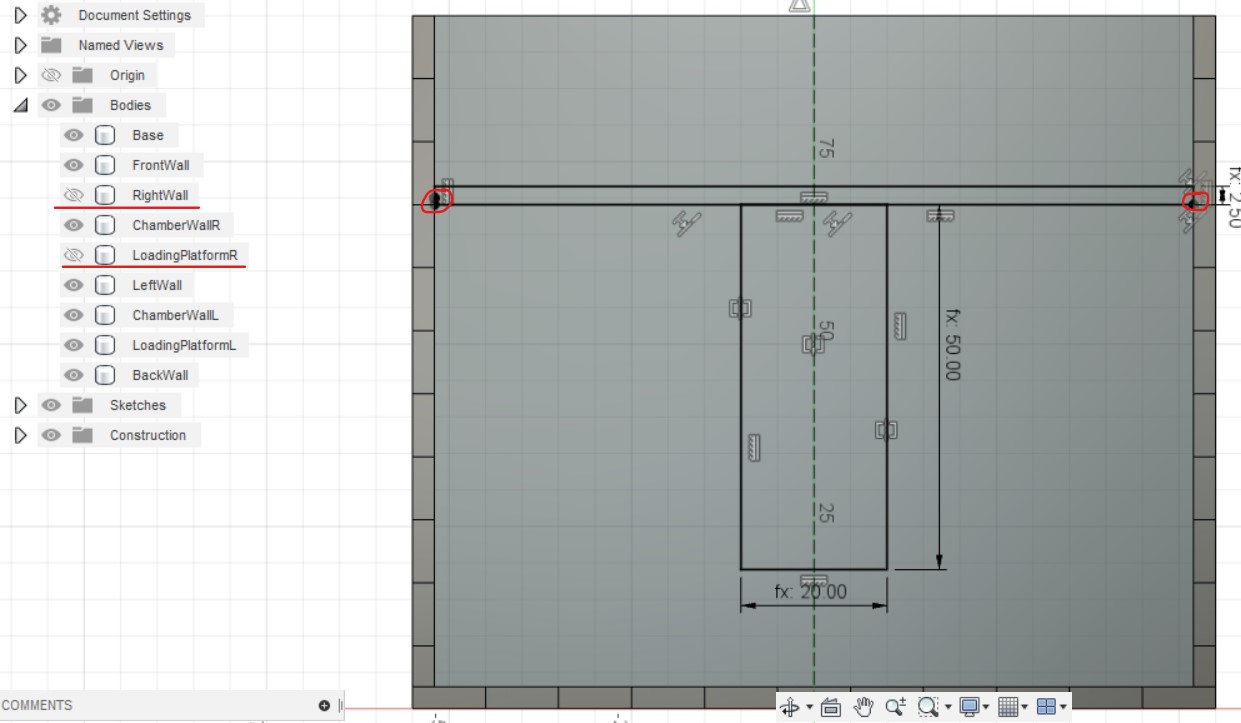 Document Settings
Named Views
Origin
Bodies
Base
FrontWall
RightWall
ChamberWallR
LoadingPlatformR
LeftWall
ChamberWallL
LoadingPlatformL
BackWall
Sketches
Construction
COMMENTS
75
fx: 2.50
50
fx: 50.00
25
fx: 20.00